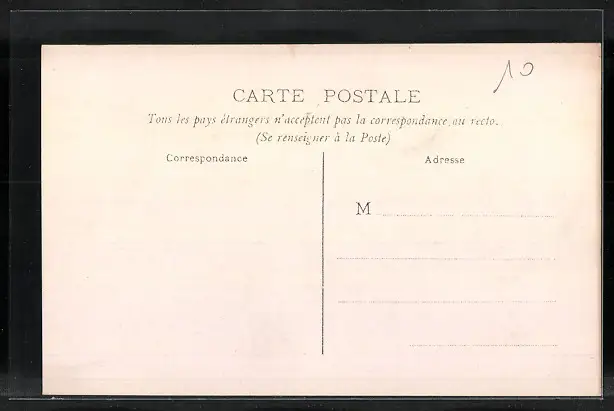 10
CARTE POSTALE
Tous les pays étrangers n'acceptent pas la correspondance au recto.
(Se renseigner à la Poste)
Correspondance
Adresse
M